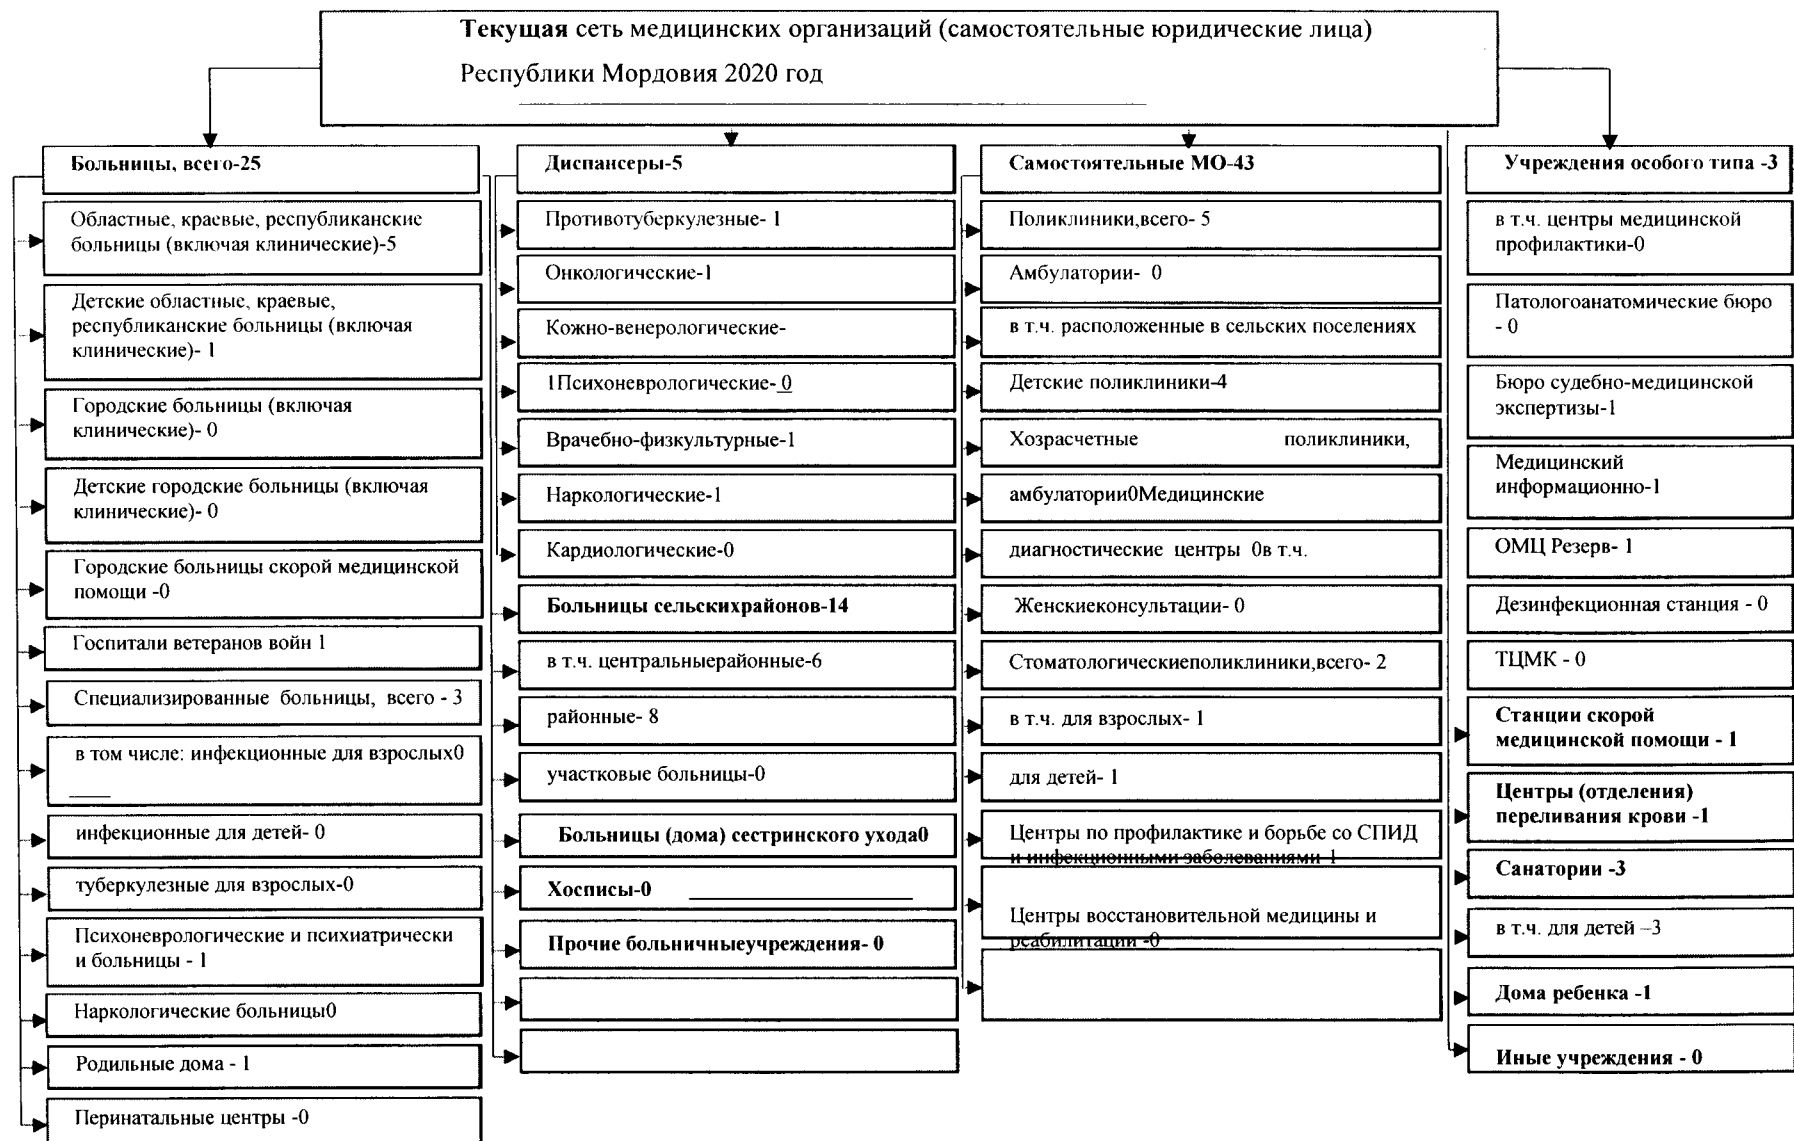 Текущая сеть медицинских организаций (самостоятельные юридические лица)
Республики Мордовия 2020 год
Больницы, всего-25
Областные, краевые, республиканские
больницы (включая клинические)-5
Детские областные, краевые,
республиканские больницы (включая
клинические)- 1
Городские больницы (включая
клинические)- 0
Детские городские больницы (включая
клинические)- 0
Городские больницы скорой медицинской
помощи -0
Госпитали ветеранов войн 1
Специализированные больницы, всего - 3
в том числе: инфекционные для взрослых0
инфекционные для детей- 0
туберкулезные для взрослых-0
Психоневрологические и психиатрически
и больницы - 1
Наркологические больницы0
Родильные дома - 1
Перинатальные центры -0
Диспансеры-5
Противотуберкулезные- 1
Онкологические-1
Кожно-венерологические-
1Психоневрологические- 0
Врачебно-физкультурные-1
Наркологические-1
Кардиологические-0
Больницы сельскихрайонов-14
в т.ч. центральныерайонные-6
районные- 8
участковые больницы-0
Больницы (дома) сестринского ухода0
Хосписы-0
Прочие больничныеучреждения- 0
Самостоятельные МО-43
Поликлиники,всего- 5
Амбулатории- 0
в т.ч. расположенные в сельских поселениях
Детские поликлиники-4
Хозрасчетные поликлиники,
амбулатории0Медицинские
диагностические центры 0в т.ч.
Женскиеконсультации- 0
Стоматологическиеполиклиники,всего- 2
в т.ч. для взрослых- 1
для детей- 1
Центры по профилактике и борьбе со СПИД
и инфекционными заболеваниями-1
Центры восстановительной медицины и
реабилитации -0
Учреждения особого типа -3
в т.ч. центры медицинской
профилактики-0
Патологоанатомические бюро
- 0
Бюро судебно-медицинской
экспертизы-1
Медицинский
информационно-1
ОМЦ Резерв- 1
Дезинфекционная станция - 0
ТЦМК - 0
Станции скорой
медицинской помощи - 1
Центры (отделения)
переливания крови -1
Санатории -3
в т.ч. для детей –3
Дома ребенка -1
Иные учреждения - 0